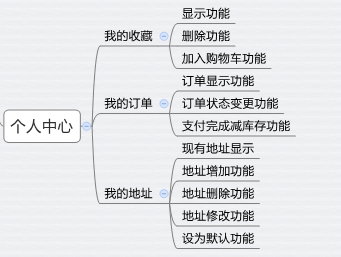 个人中心
我的收藏
显示功能
删除功能
加入购物车功能
我的订单
订单显示功能
订单状态变更功能
支付完成减库存功能
我的地址
现有地址显示
地址增加功能
地址删除功能
地址修改功能
设为默认功能